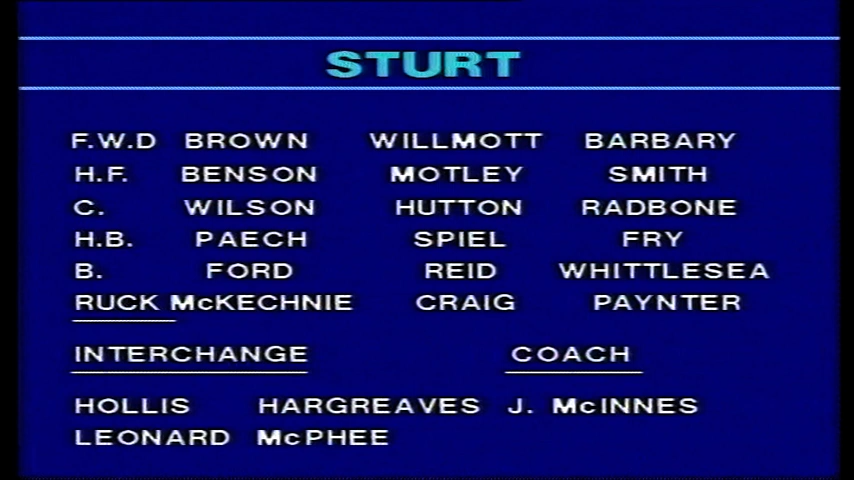 STURT
F.W.D BROWN WILLMOTT BARBARY
H.F. BENSON MOTLEY SMITH
C. WILSON HUTTON RADBONE
H.B. PAECH SPIEL FRY
B. FORD REID WHITTLESEA
RUCK McKECHNIE CRAIG PAYNTER
INTERCHANGE COACH
HOLLIS HARGREAVES J. McINNES
LEONARD McPHEE